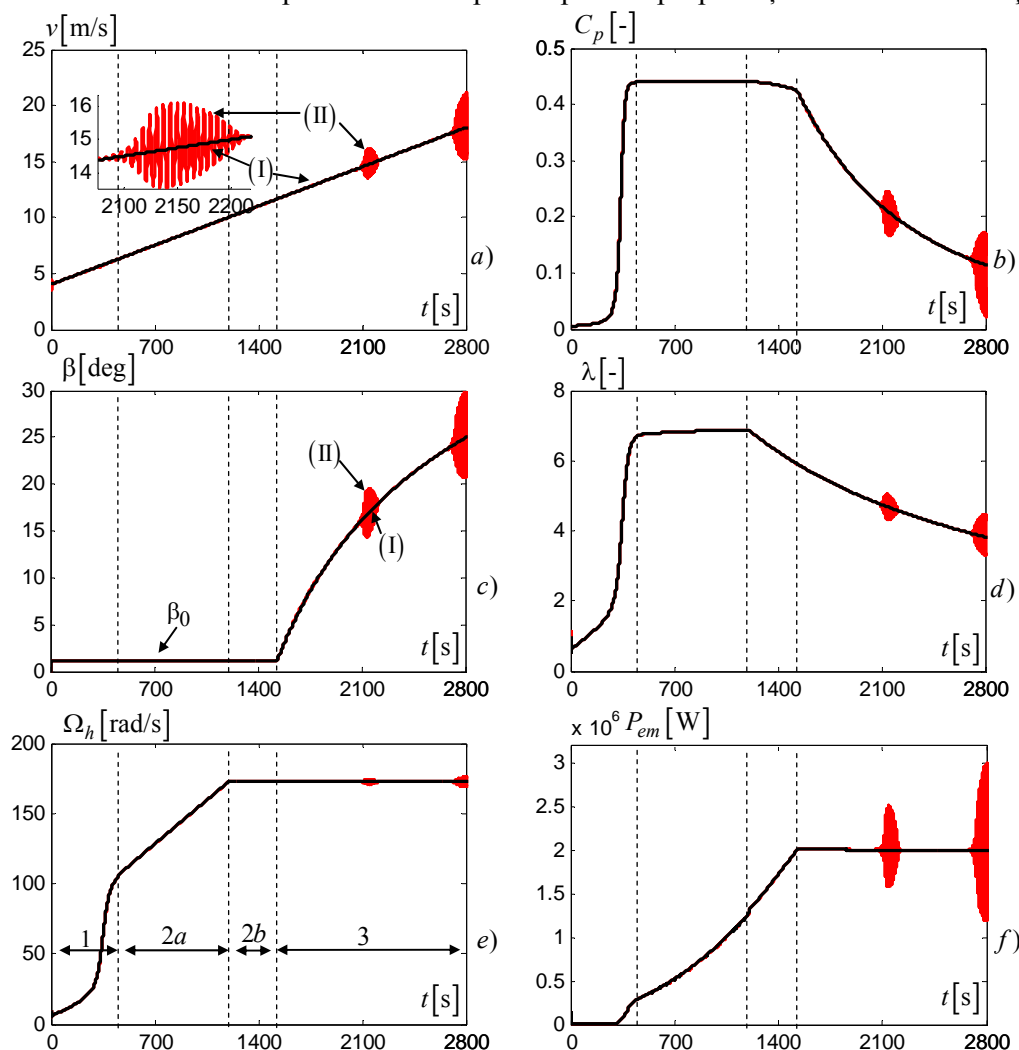 v[m/s]
25
20
15
10
5
0
16
15
14
2100 2150 2200
(II)
(I)
a)
t[s]
0 700 1400 2100 2800
C_p [-]
0.5
0.4
0.3
0.2
0.1
0
b)
t[s]
0 700 1400 2100 2800
β[deg]
30
25
20
15
10
5
0
(II)
(I)
β₀
c)
t[s]
0 700 1400 2100 2800
λ[-]
8
6
4
2
0
d)
t[s]
0 700 1400 2100 2800
Ω_h [rad/s]
200
150
100
50
0
1 2a 2b 3
e)
t[s]
0 700 1400 2100 2800
x 10⁶ P_em [W]
3.5
3
2.5
2
1.5
1
0.5
0
f)
t[s]
0 700 1400 2100 2800